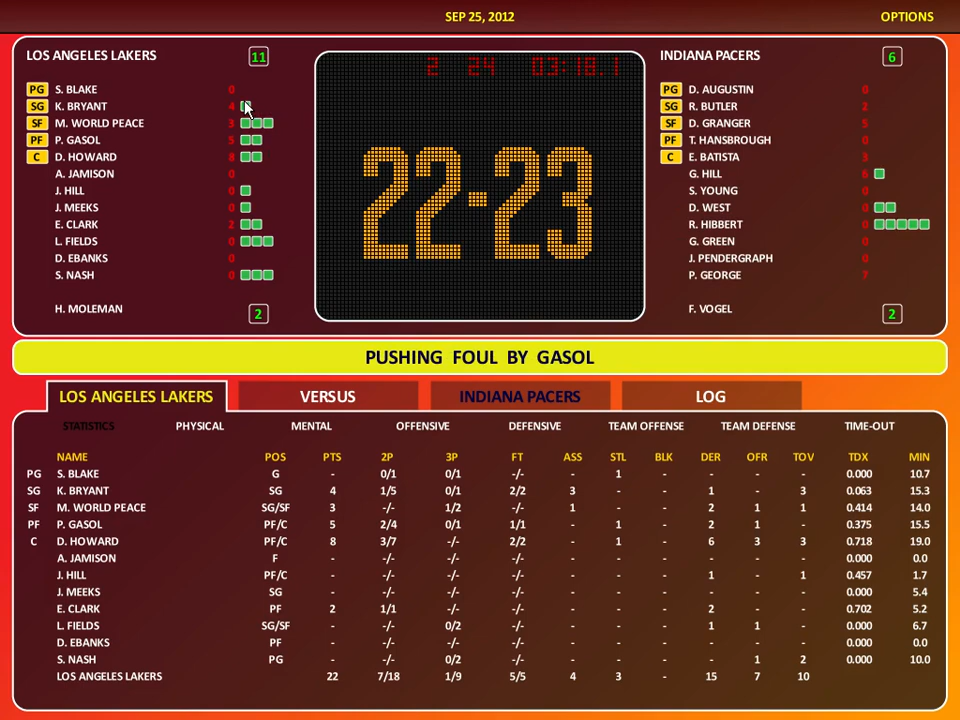 SEP 25, 2012 OPTIONS
LOS ANGELES LAKERS 11
PG S. BLAKE 0
SG K. BRYANT 4
SF M. WORLD PEACE 3
PF P. GASOL 5
C D. HOWARD 8
A. JAMISON 0
J. HILL 0
J. MEEKS 0
E. CLARK 2
L. FIELDS 0
D. EBANKS 0
S. NASH 0
H. MOLEMAN 2
2 24 03:18.1
22-23
INDIANA PACERS 6
PG D. AUGUSTIN 0
SG R. BUTLER 2
SF D. GRANGER 5
PF T. HANSBROUGH 0
C E. BATISTA 3
G. HILL 6
S. YOUNG 0
D. WEST 0
R. HIBBERT 0
G. GREEN 0
J. PENDERGRAPH 0
P. GEORGE 7
F. VOGEL 2
PUSHING FOUL BY GASOL
LOS ANGELES LAKERS VERSUS INDIANA PACERS LOG
STATISTICS PHYSICAL MENTAL OFFENSIVE DEFENSIVE TEAM OFFENSE TEAM DEFENSE TIME-OUT
NAME POS PTS 2P 3P FT ASS STL BLK DER OFR TOV TDX MIN
PG S. BLAKE G - 0/1 0/1 -/- - 1 - - - - 0.000 10.7
SG K. BRYANT SG 4 1/5 0/1 2/2 3 - - 1 - 3 0.063 15.3
SF M. WORLD PEACE SG/SF 3 -/- 1/2 -/- 1 - - 2 1 1 0.414 14.0
PF P. GASOL PF/C 5 2/4 0/1 1/1 - 1 - 2 1 - 0.375 15.5
C D. HOWARD PF/C 8 3/7 -/- 2/2 - 1 - 6 3 3 0.718 19.0
A. JAMISON F - -/- -/- -/- - - - - - - 0.000 0.0
J. HILL PF/C - -/- -/- -/- - - - 1 - 1 0.457 1.7
J. MEEKS SG - -/- -/- -/- - - - - - - 0.000 5.4
E. CLARK PF 2 1/1 -/- -/- - - - 2 - - 0.702 5.2
L. FIELDS SG/SF - -/- 0/2 -/- - - - 1 1 - 0.000 6.7
D. EBANKS PF - -/- -/- -/- - - - - - - 0.000 0.0
S. NASH PG - -/- 0/2 -/- - - - - 1 2 0.000 10.0
LOS ANGELES LAKERS 22 7/18 1/9 5/5 4 3 - 15 7 10